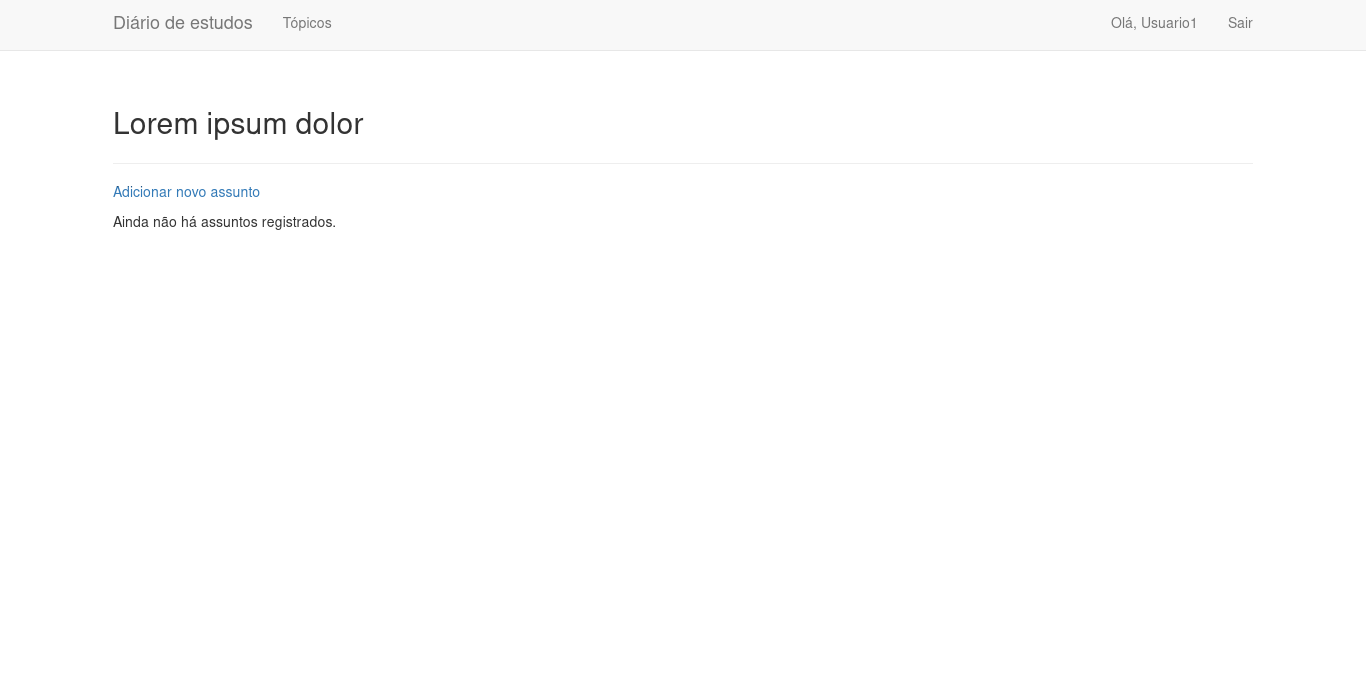 Diário de estudos Tópicos Olá, Usuario1 Sair
Lorem ipsum dolor
Adicionar novo assunto
Ainda não há assuntos registrados.